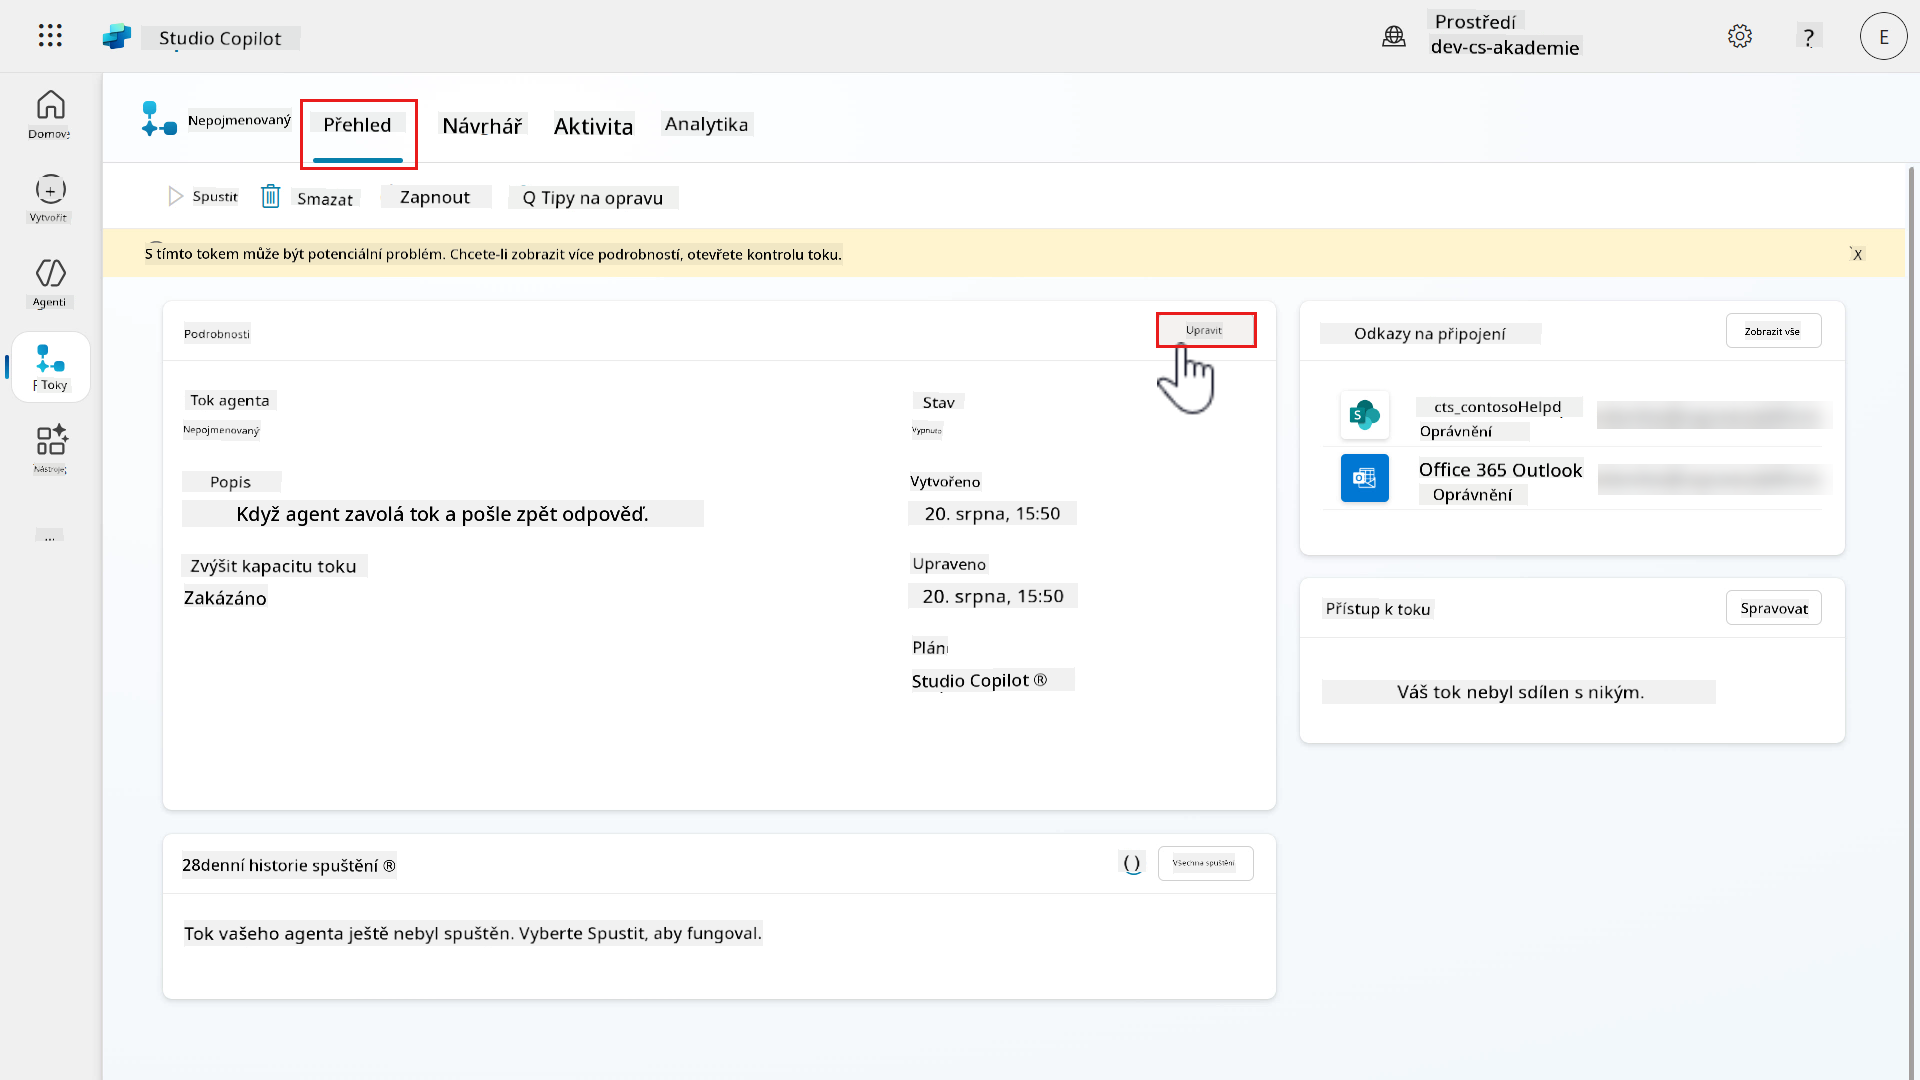 Studio Copilot
Prostředí
dev-cs-akademie
?
E
Domov
Vytvořit
Agenti
Toky
Nástroje
...
Nepojmenovaný
Přehled
Návrhář
Aktivita
Analytika
Spustit
Smazat
Zapnout
Q Tipy na opravu
S tímto tokem může být potenciální problém. Chcete-li zobrazit více podrobností, otevřete kontrolu toku.
X
Podrobnosti
Upravit
Tok agenta
Nepojmenovaný
Popis
Když agent zavolá tok a pošle zpět odpověď.
Zvýšit kapacitu toku
Zakázáno
Stav
Vypnuto
Vytvořeno
20. srpna, 15:50
Upraveno
20. srpna, 15:50
Plán
Studio Copilot ®
Odkazy na připojení
Zobrazit vše
cts_contosoHelpd
Oprávnění
Office 365 Outlook
Oprávnění
Přístup k toku
Spravovat
Váš tok nebyl sdílen s nikým.
28denní historie spuštění ®
()
Všechna spuštění
Tok vašeho agenta ještě nebyl spuštěn. Vyberte Spustit, aby fungoval.